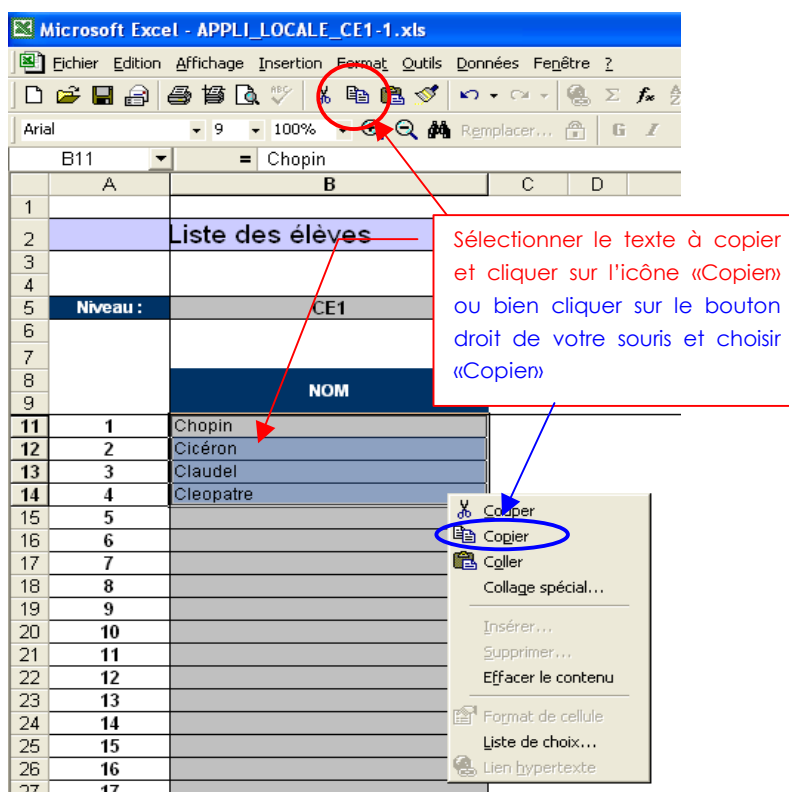 Microsoft Excel - APPLI_LOCALE_CE1-1.xls
Fichier Edition Affichage Insertion Format Outils Données Fenêtre ?
Arial 9 100% Remplacer... G I
B11 = Chopin
A B C D
1
2 Liste des élèves
3
4
5 Niveau : CE1
6
7
8
NOM
9
11 1 Chopin
12 2 Cicéron
13 3 Claudel
14 4 Cleopatre
15 5
16 6
17 7
18 8
19 9
20 10
21 11
22 12
23 13
24 14
25 15
26 16
27 17
Sélectionner le texte à copier
et cliquer sur l'icône «Copier»
ou bien cliquer sur le bouton
droit de votre souris et choisir
«Copier»
Couper
Copier
Coller
Collage spécial...
Insérer...
Supprimer...
Effacer le contenu
Format de cellule
Liste de choix...
Lien hypertexte